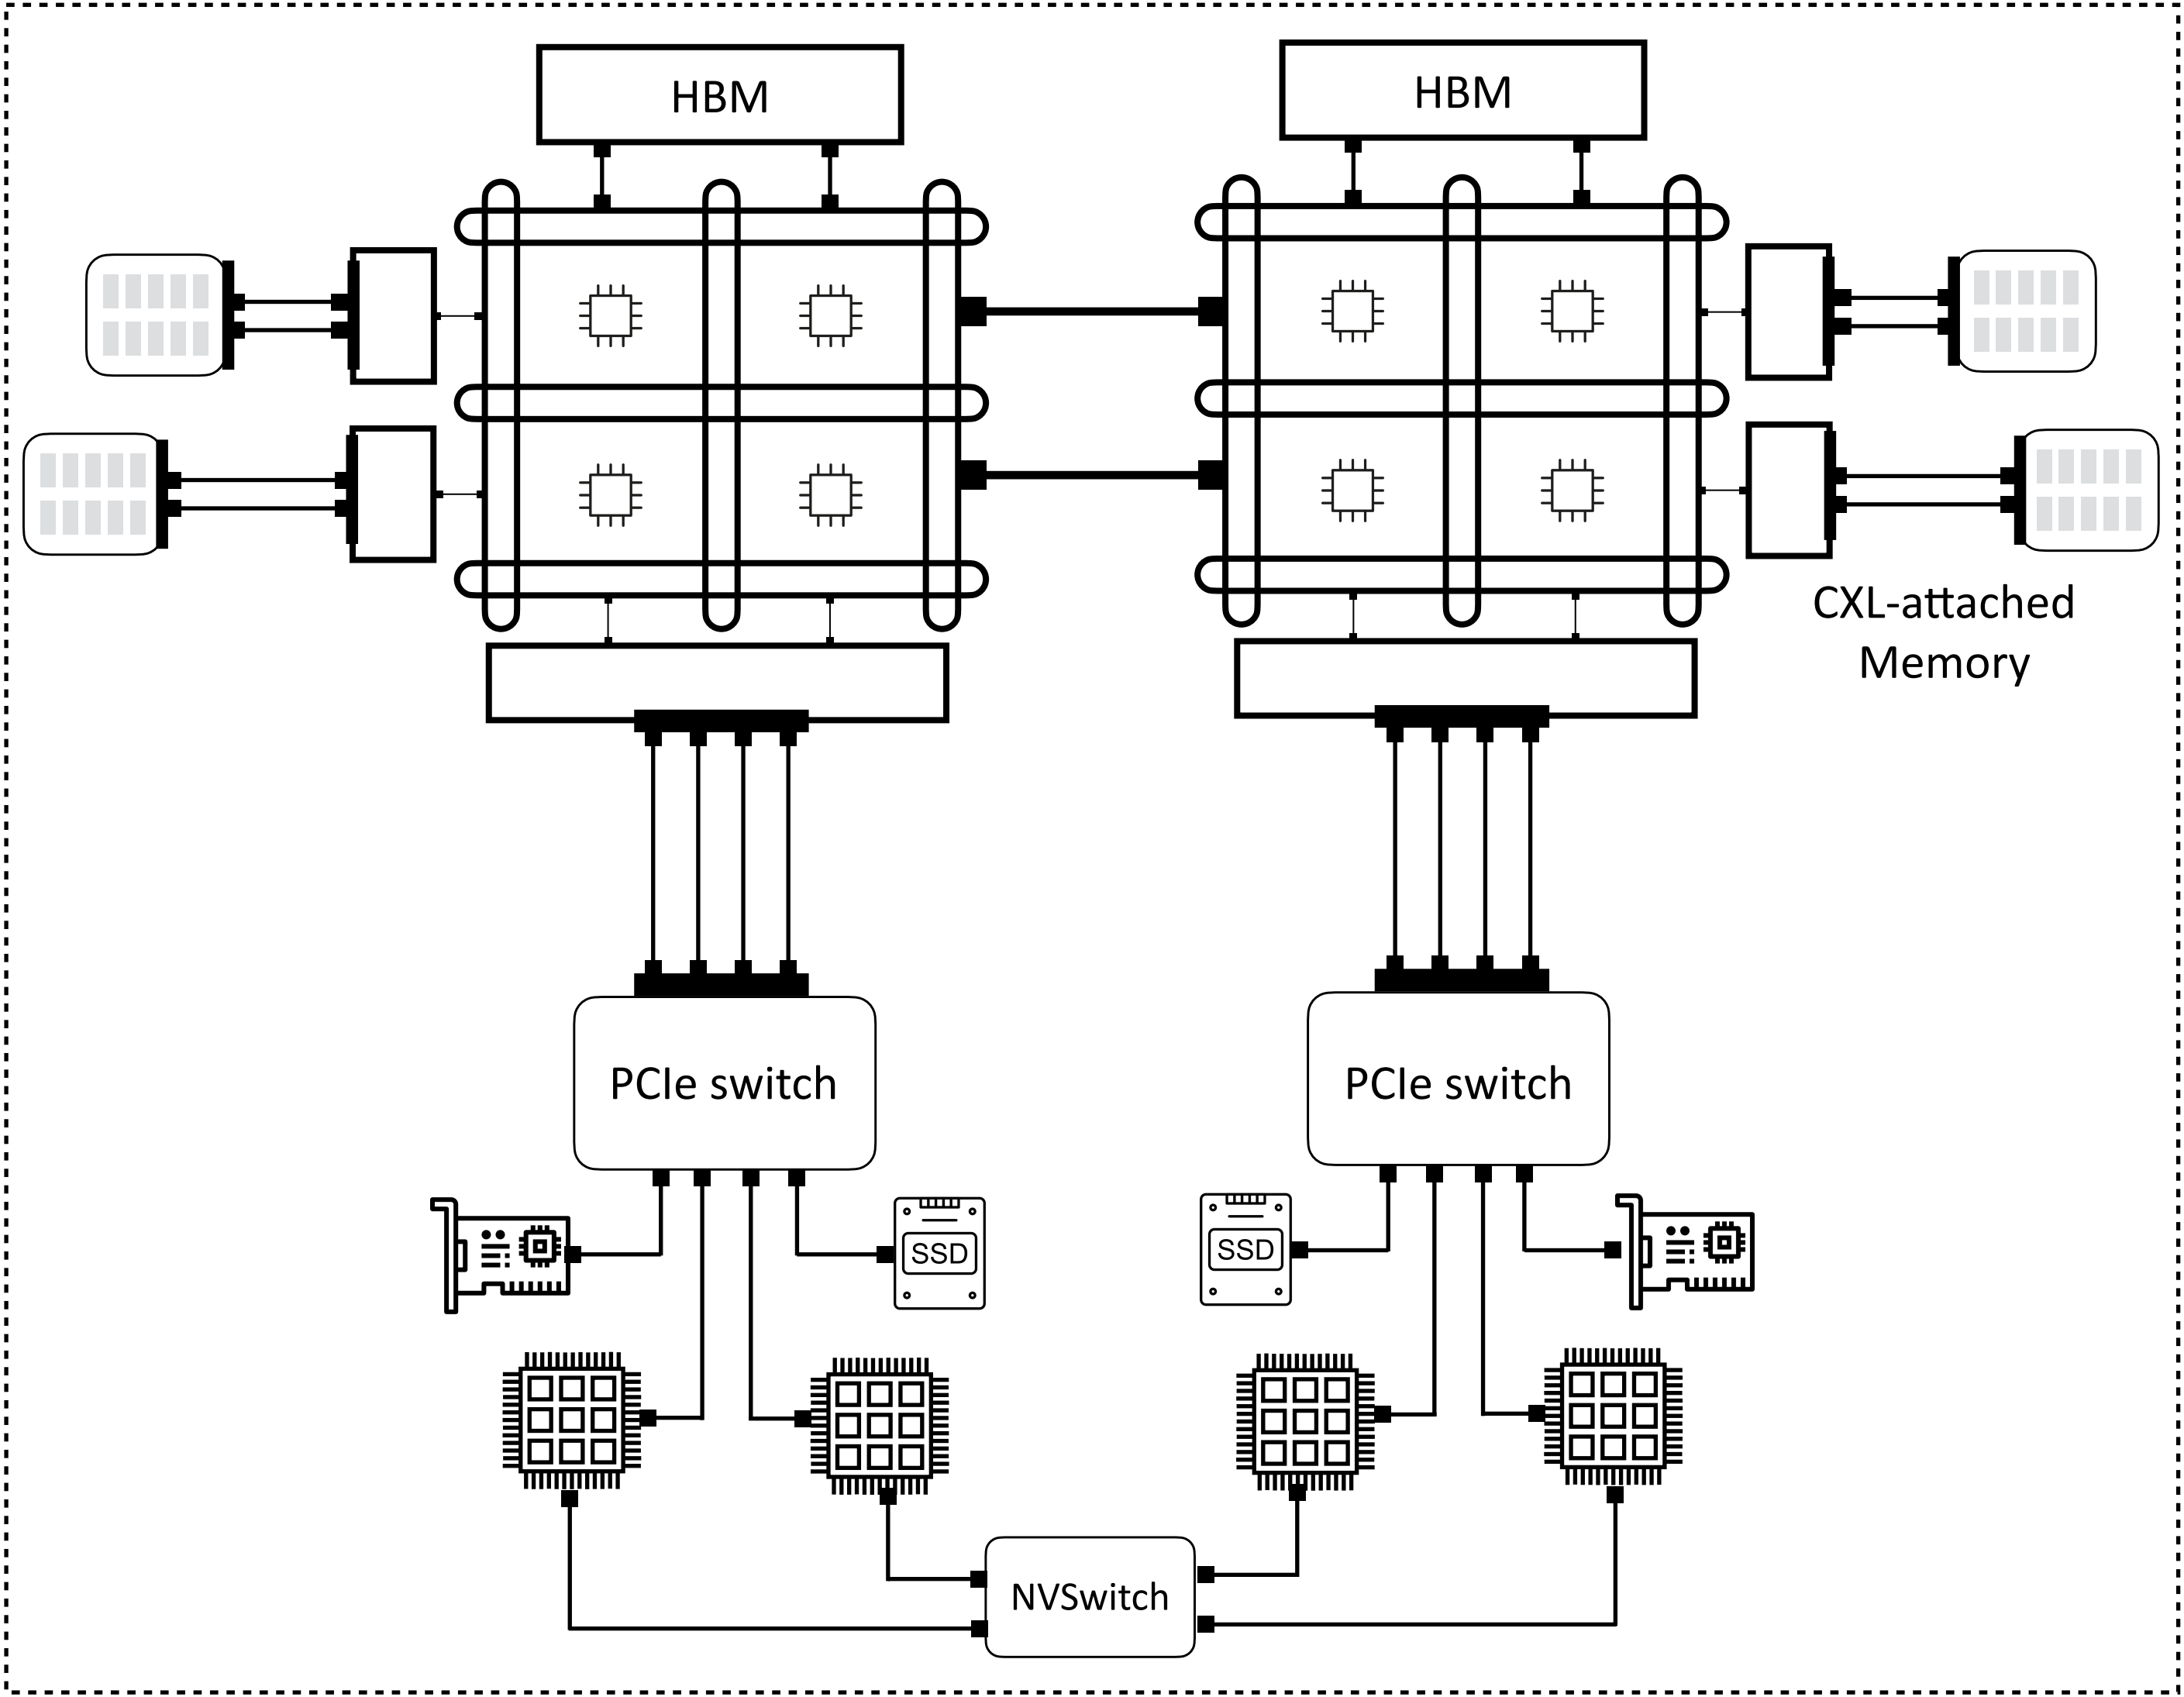 HBM
HBM
CXL-attached
Memory
PCIe switch
PCIe switch
SSD
SSD
NVSwitch